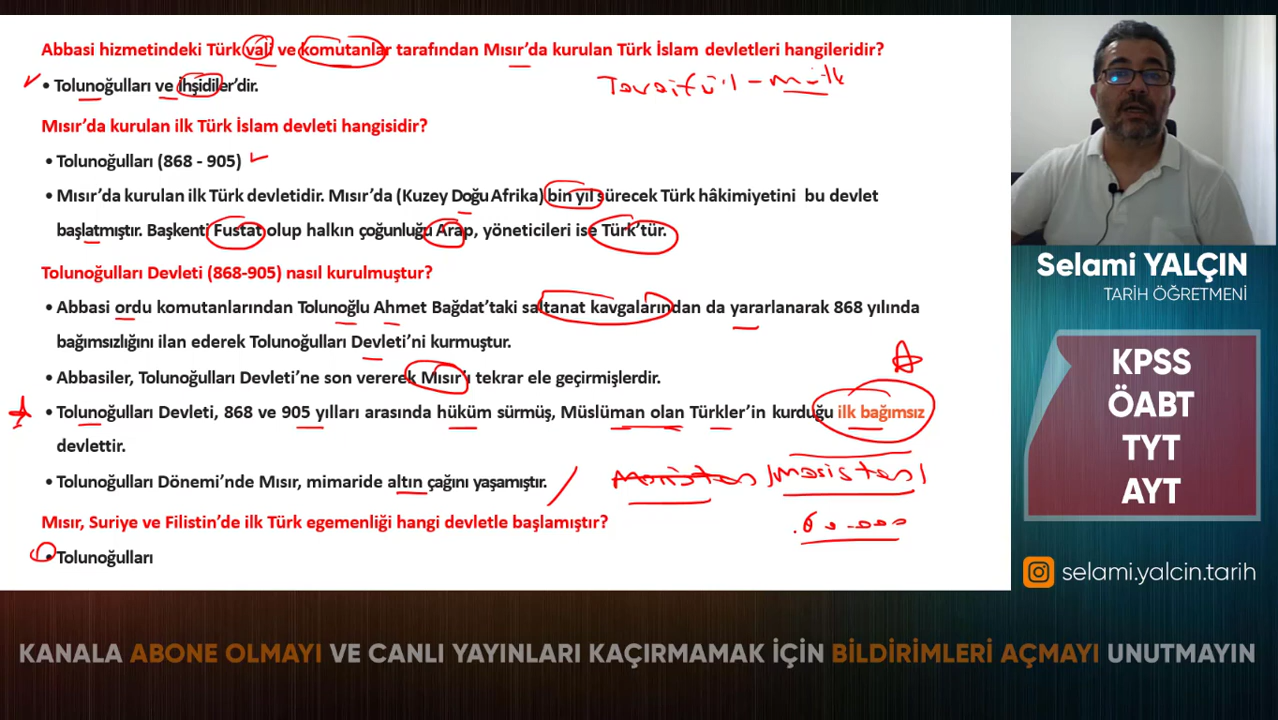 Abbasi hizmetindeki Türk vali ve komutanlar tarafından Mısır'da kurulan Türk İslam devletleri hangileridir?
• Tolunoğulları ve İhşidiler'dir.
Tavaifü'l - mülk
Mısır'da kurulan ilk Türk İslam devleti hangisidir?
• Tolunoğulları (868 - 905)
• Mısır'da kurulan ilk Türk devletidir. Mısır'da (Kuzey Doğu Afrika) bin yıl sürecek Türk hâkimiyetini bu devlet
başlatmıştır. Başkenti Fustat olup halkın çoğunluğu Arap, yöneticileri ise Türk'tür.
Tolunoğulları Devleti (868-905) nasıl kurulmuştur?
• Abbasi ordu komutanlarından Tolunoğlu Ahmet Bağdat'taki saltanat kavgalarından da yararlanarak 868 yılında
bağımsızlığını ilan ederek Tolunoğulları Devleti'ni kurmuştur.
• Abbasiler, Tolunoğulları Devleti'ne son vererek Mısır'ı tekrar ele geçirmişlerdir.
• Tolunoğulları Devleti, 868 ve 905 yılları arasında hüküm sürmüş, Müslüman olan Türkler'in kurduğu ilk bağımsız
devlettir.
• Tolunoğulları Dönemi'nde Mısır, mimaride altın çağını yaşamıştır.
Mısır, Suriye ve Filistin'de ilk Türk egemenliği hangi devletle başlamıştır?
60.000
• Tolunoğulları
Selami YALÇIN
TARİH ÖĞRETMENİ
KPSS
ÖABT
TYT
AYT
selami.yalcin.tarih
KANALA ABONE OLMAYI VE CANLI YAYINLARI KAÇIRMAMAK İÇİN BİLDİRİMLERİ AÇMAYI UNUTMAYIN